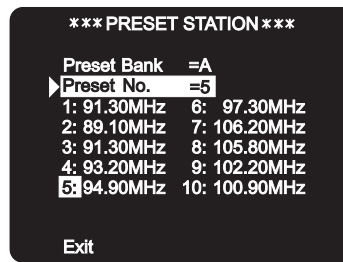 ***PRESET STATION***
Preset Bank =A
Preset No. =5
1: 91.30MHz 6: 97.30MHz
2: 89.10MHz 7: 106.20MHz
3: 91.30MHz 8: 105.80MHz
4: 93.20MHz 9: 102.20MHz
5: 94.90MHz 10: 100.90MHz
Exit